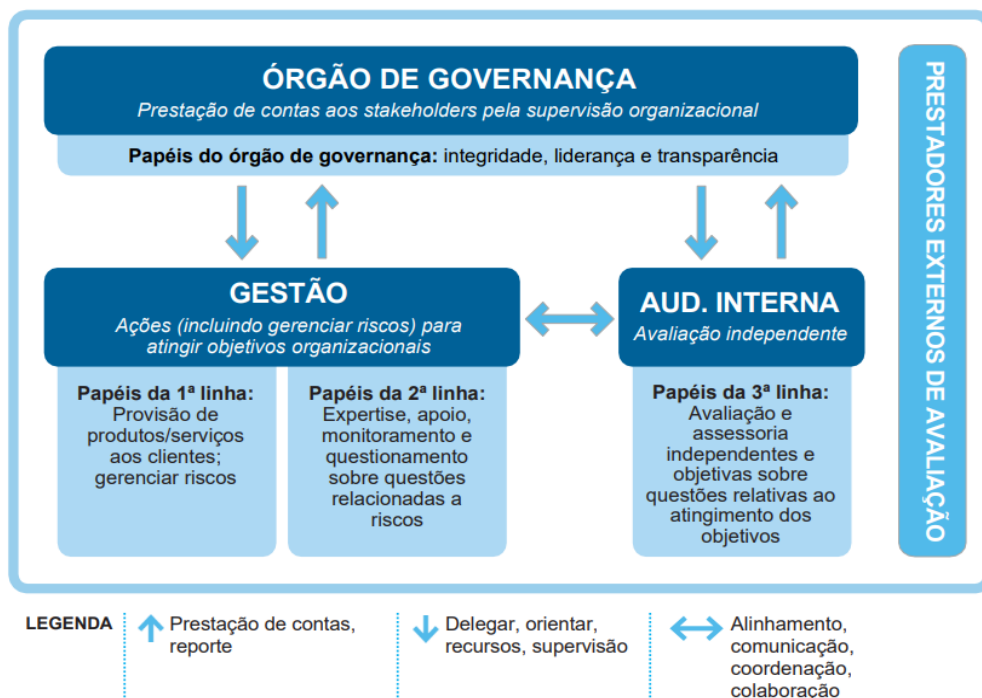 ÓRGÃO DE GOVERNANÇA
Prestação de contas aos stakeholders pela supervisão organizacional
Papéis do órgão de governança: integridade, liderança e transparência
GESTÃO
Ações (incluindo gerenciar riscos) para
atingir objetivos organizacionais
Papéis da 1ª linha:
Provisão de
produtos/serviços
aos clientes;
gerenciar riscos
Papéis da 2ª linha:
Expertise, apoio,
monitoramento e
questionamento
sobre questões
relacionadas a
riscos
AUD. INTERNA
Avaliação independente
Papéis da 3ª linha:
Avaliação e
assessoria
independentes e
objetivas sobre
questões relativas ao
atingimento dos
objetivos
PRESTADORES EXTERNOS DE AVALIAÇÃO
LEGENDA
Prestação de contas,
reporte
Delegar, orientar,
recursos, supervisão
Alinhamento,
comunicação,
coordenação,
colaboração